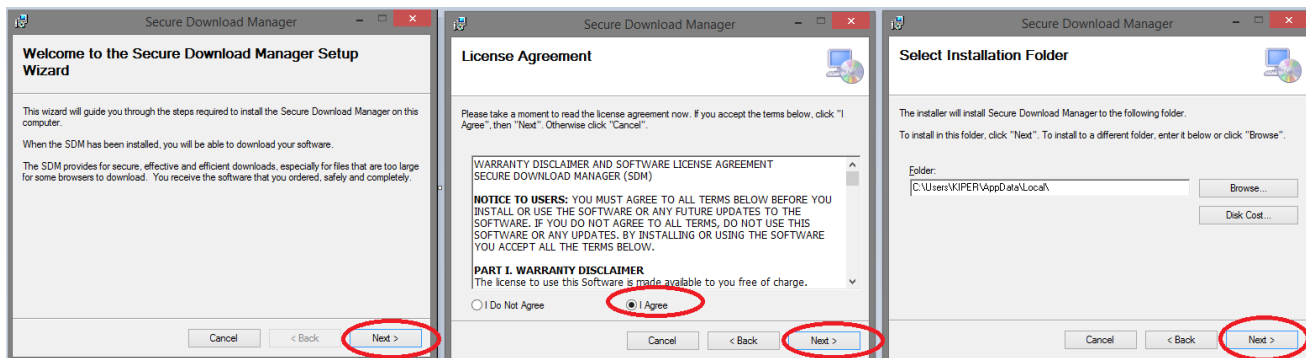 Secure Download Manager
Welcome to the Secure Download Manager Setup
Wizard
This wizard will guide you through the steps required to install the Secure Download Manager on this
computer.
When the SDM has been installed, you will be able to download your software.
The SDM provides for secure, effective and efficient downloads, especially for files that are too large
for some browsers to download.  You receive the software that you ordered, safely and completely.
Cancel
< Back
Next >
Secure Download Manager
License Agreement
Please take a moment to read the license agreement now. If you accept the terms below, click "I
Agree", then "Next". Otherwise click "Cancel".
WARRANTY DISCLAIMER AND SOFTWARE LICENSE AGREEMENT
SECURE DOWNLOAD MANAGER (SDM)
NOTICE TO USERS: YOU MUST AGREE TO ALL TERMS BELOW BEFORE YOU
INSTALL OR USE THE SOFTWARE OR ANY FUTURE UPDATES TO THE
SOFTWARE. IF YOU DO NOT AGREE TO ALL TERMS, DO NOT USE THIS
SOFTWARE OR ANY UPDATES. BY INSTALLING OR USING THE SOFTWARE
YOU ACCEPT ALL THE TERMS BELOW.
PART I. WARRANTY DISCLAIMER
The license to use this Software is made available to you free of charge.
I Do Not Agree
I Agree
Cancel
< Back
Next >
Secure Download Manager
Select Installation Folder
The installer will install Secure Download Manager to the following folder.
To install in this folder, click "Next". To install to a different folder, enter it below or click "Browse".
Folder:
C:\Users\KIPER\AppData\Local\
Browse...
Disk Cost...
Cancel
< Back
Next >